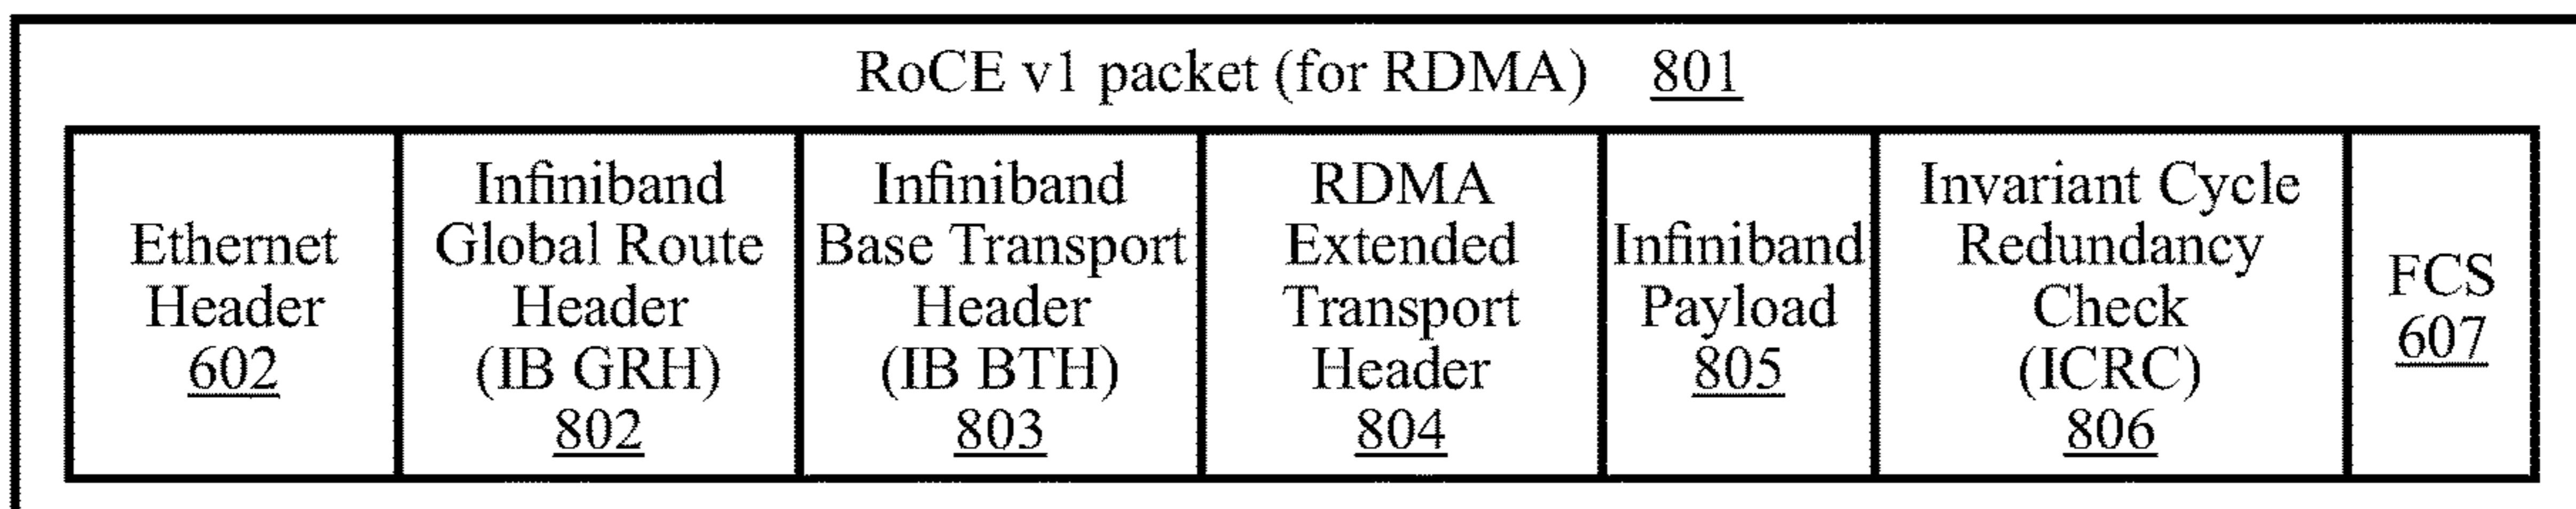 RoCE v1 packet (for RDMA) 801
Ethernet
Header
602
Infiniband
Global Route
Header
(IB GRH)
802
Infiniband
Base Transport
Header
(IB BTH)
803
RDMA
Extended
Transport
Header
804
Infiniband
Payload
805
Invariant Cycle
Redundancy
Check
(ICRC)
806
FCS
607